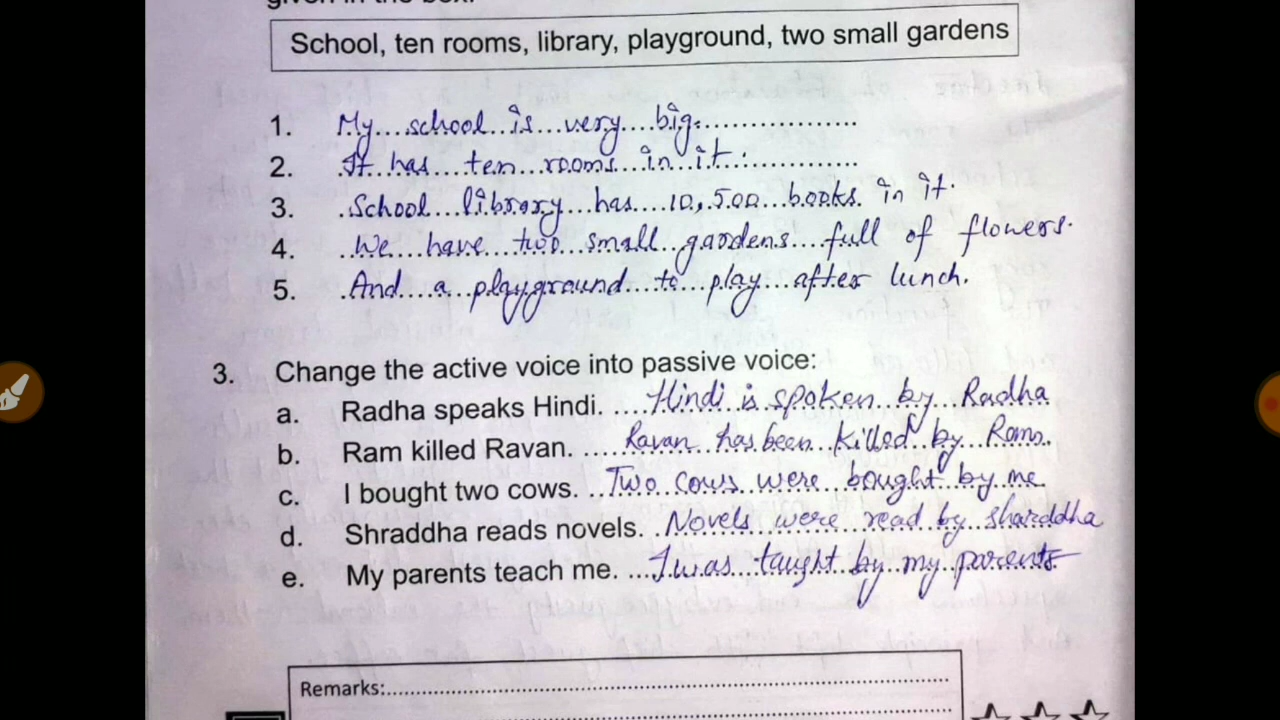 given in the box.
School, ten rooms, library, playground, two small gardens
1. My school is very big.
2. It has ten rooms in it.
3. School library has 10,500 books in it.
4. We have two small gardens full of flowers.
5. And a playground to play after lunch.
3. Change the active voice into passive voice:
a. Radha speaks Hindi. Hindi is spoken by Radha
b. Ram killed Ravan. Ravan has been killed by Ram.
c. I bought two cows. Two cows were bought by me
d. Shraddha reads novels. Novels were read by sharddha
e. My parents teach me. I was taught by my parents
Remarks: